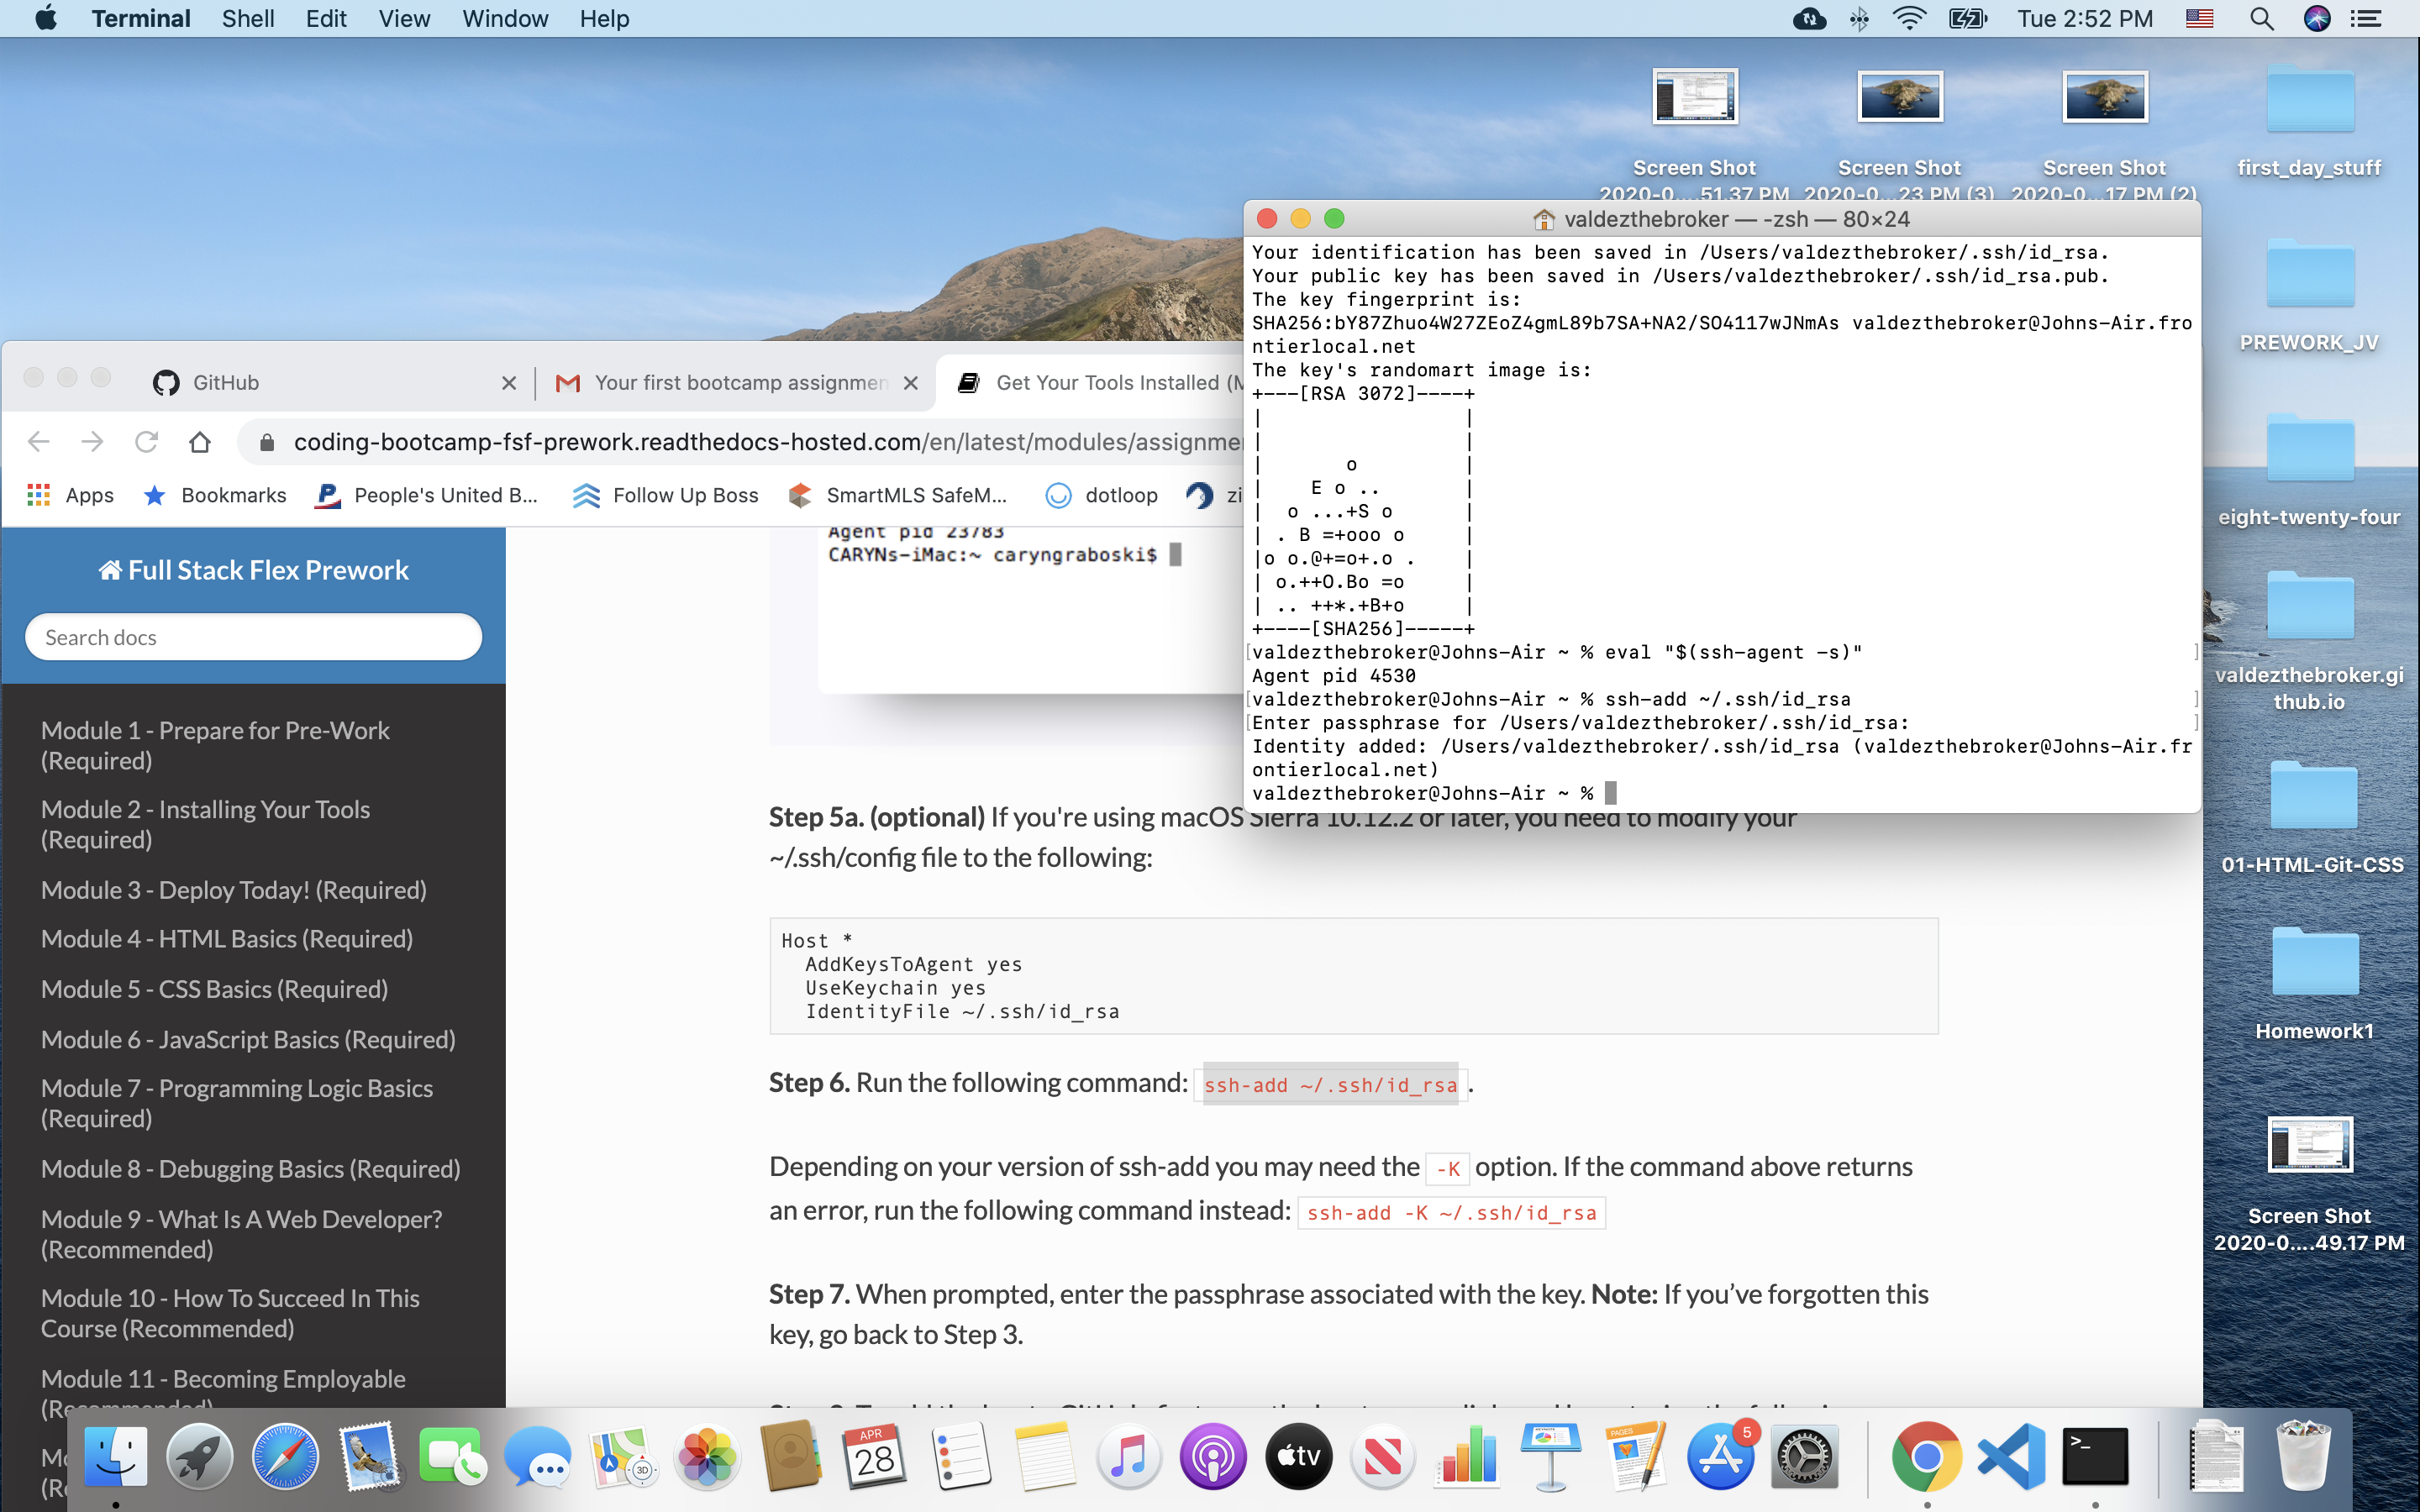 Terminal Shell Edit View Window Help Tue 2:52 PM
Screen Shot
2020-0....51.37 PM
Screen Shot
2020-0....23 PM (3)
Screen Shot
2020-0....17 PM (2)
first_day_stuff
PREWORK_JV
eight-twenty-four
valdezthebroker.gi
thub.io
01-HTML-Git-CSS
Homework1
Screen Shot
2020-0....49.17 PM
valdezthebroker — -zsh — 80×24
Your identification has been saved in /Users/valdezthebroker/.ssh/id_rsa.
Your public key has been saved in /Users/valdezthebroker/.ssh/id_rsa.pub.
The key fingerprint is:
SHA256:bY87Zhuo4W27ZEoZ4gmL89b7SA+NA2/SO4117wJNmAs valdezthebroker@Johns-Air.fro
ntierlocal.net
The key's randomart image is:
+---[RSA 3072]----+
|                 |
|                 |
|       o         |
|    E o ..       |
|  o ...+S o      |
| . B =+ooo o     |
|o o.@+=o+.o .    |
| o.++O.Bo =o     |
| .. ++*.+B+o     |
+----[SHA256]-----+
[valdezthebroker@Johns-Air ~ % eval "$(ssh-agent -s)" ]
Agent pid 4530
[valdezthebroker@Johns-Air ~ % ssh-add ~/.ssh/id_rsa ]
[Enter passphrase for /Users/valdezthebroker/.ssh/id_rsa: ]
Identity added: /Users/valdezthebroker/.ssh/id_rsa (valdezthebroker@Johns-Air.fr
ontierlocal.net)
valdezthebroker@Johns-Air ~ %
GitHub
Your first bootcamp assignmen
Get Your Tools Installed (M
coding-bootcamp-fsf-prework.readthedocs-hosted.com/en/latest/modules/assignme
Apps Bookmarks People's United B... Follow Up Boss SmartMLS SafeM... dotloop zi
Full Stack Flex Prework
Search docs
Module 1 - Prepare for Pre-Work
(Required)
Module 2 - Installing Your Tools
(Required)
Module 3 - Deploy Today! (Required)
Module 4 - HTML Basics (Required)
Module 5 - CSS Basics (Required)
Module 6 - JavaScript Basics (Required)
Module 7 - Programming Logic Basics
(Required)
Module 8 - Debugging Basics (Required)
Module 9 - What Is A Web Developer?
(Recommended)
Module 10 - How To Succeed In This
Course (Recommended)
Module 11 - Becoming Employable
Agent pid 23783
CARYNs-iMac:~ caryngraboski$
Step 5a. (optional) If you're using macOS Sierra 10.12.2 or later, you need to modify your
~/.ssh/config file to the following:
Host *
  AddKeysToAgent yes
  UseKeychain yes
  IdentityFile ~/.ssh/id_rsa
Step 6. Run the following command: ssh-add ~/.ssh/id_rsa .
Depending on your version of ssh-add you may need the -K option. If the command above returns
an error, run the following command instead: ssh-add -K ~/.ssh/id_rsa
Step 7. When prompted, enter the passphrase associated with the key. Note: If you’ve forgotten this
key, go back to Step 3.
3D
APR
28
tv
PAGES
5
>_